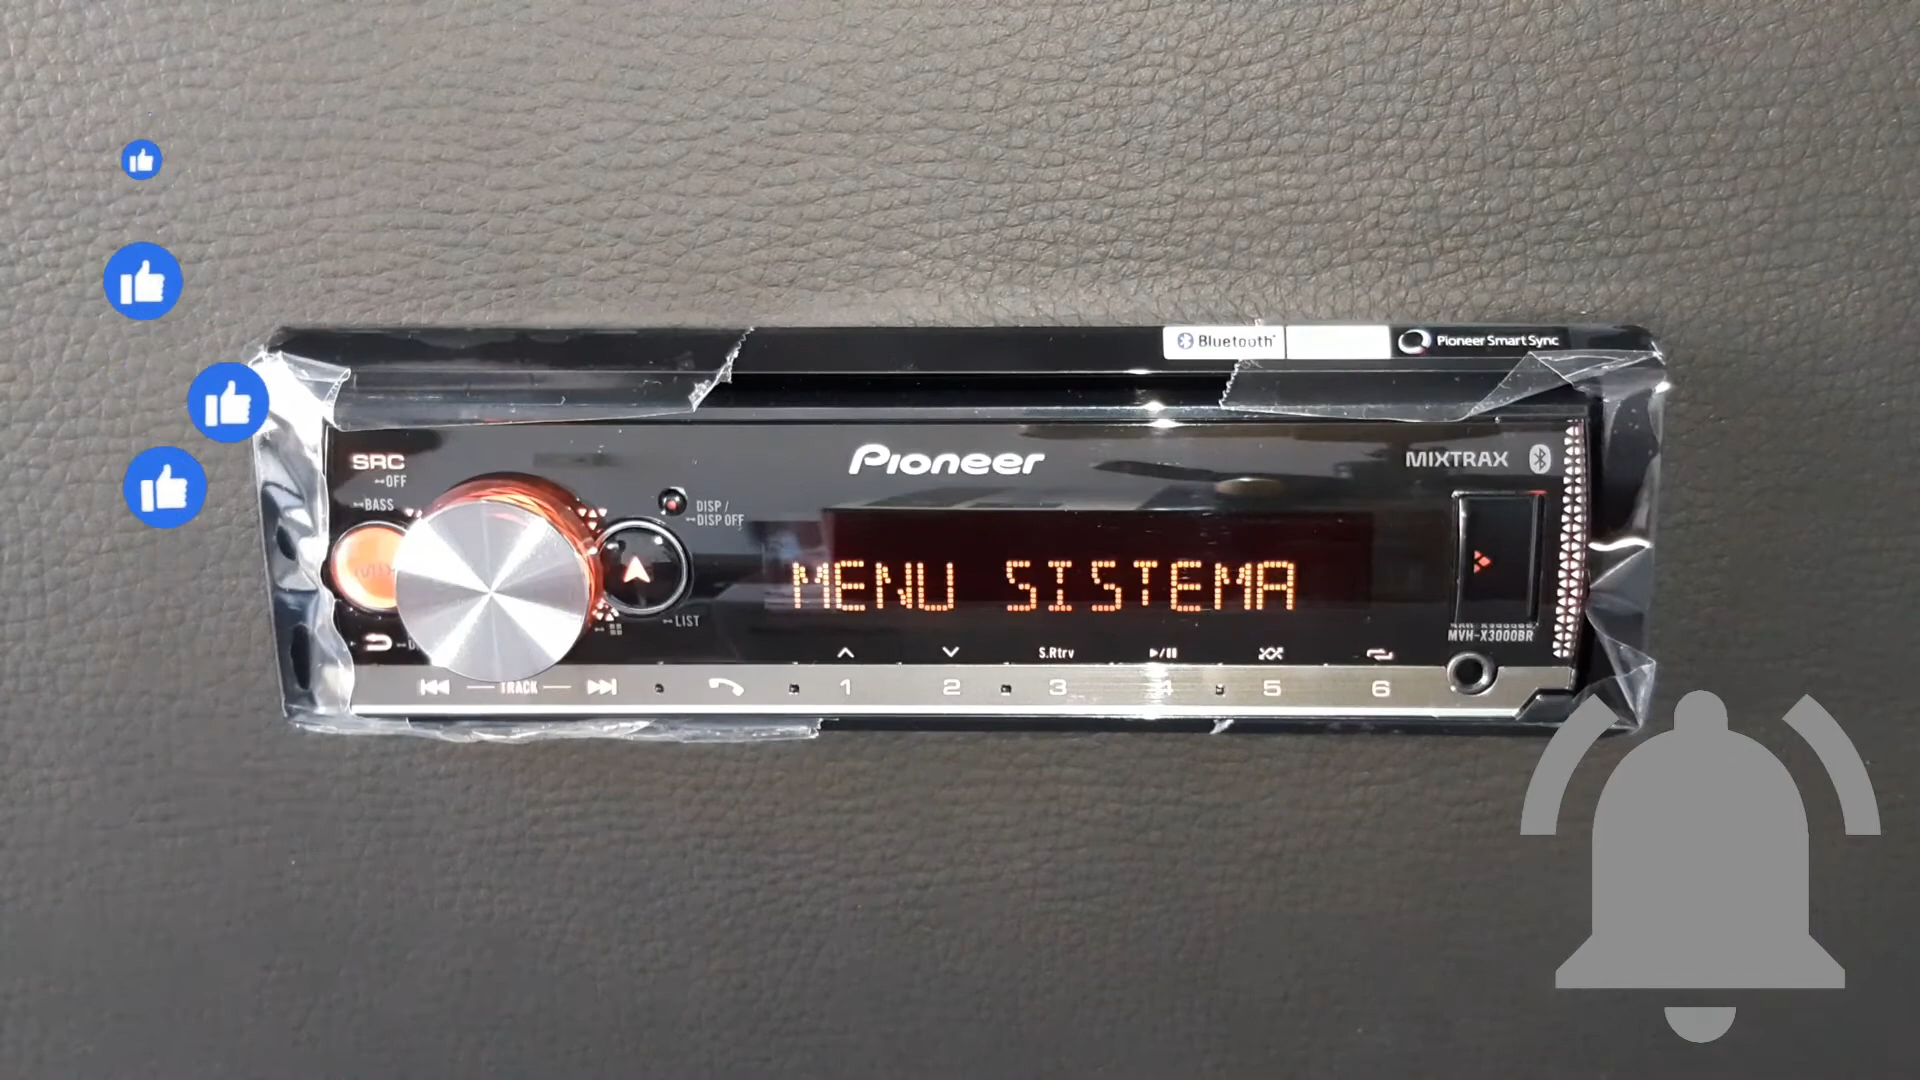 Bluetooth
Pioneer Smart Sync
SRC
OFF
Pioneer
MIXTRAX
BASS
DISP /
DISP OFF
MENU SISTEMA
LIST
MVH-X3000BR
S.Rtrv
TRACK
1 2 3 4 5 6